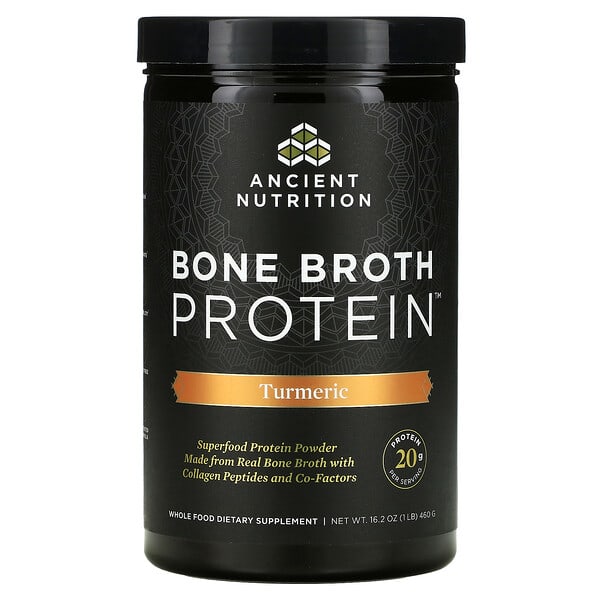 ANCIENT
NUTRITION
BONE BROTH
PROTEIN™
Turmeric
Superfood Protein Powder
Made from Real Bone Broth with
Collagen Peptides and Co-Factors
PROTEIN
20g
PER SERVING
WHOLE FOOD DIETARY SUPPLEMENT | NET WT. 16.2 OZ (1 LB) 460 G